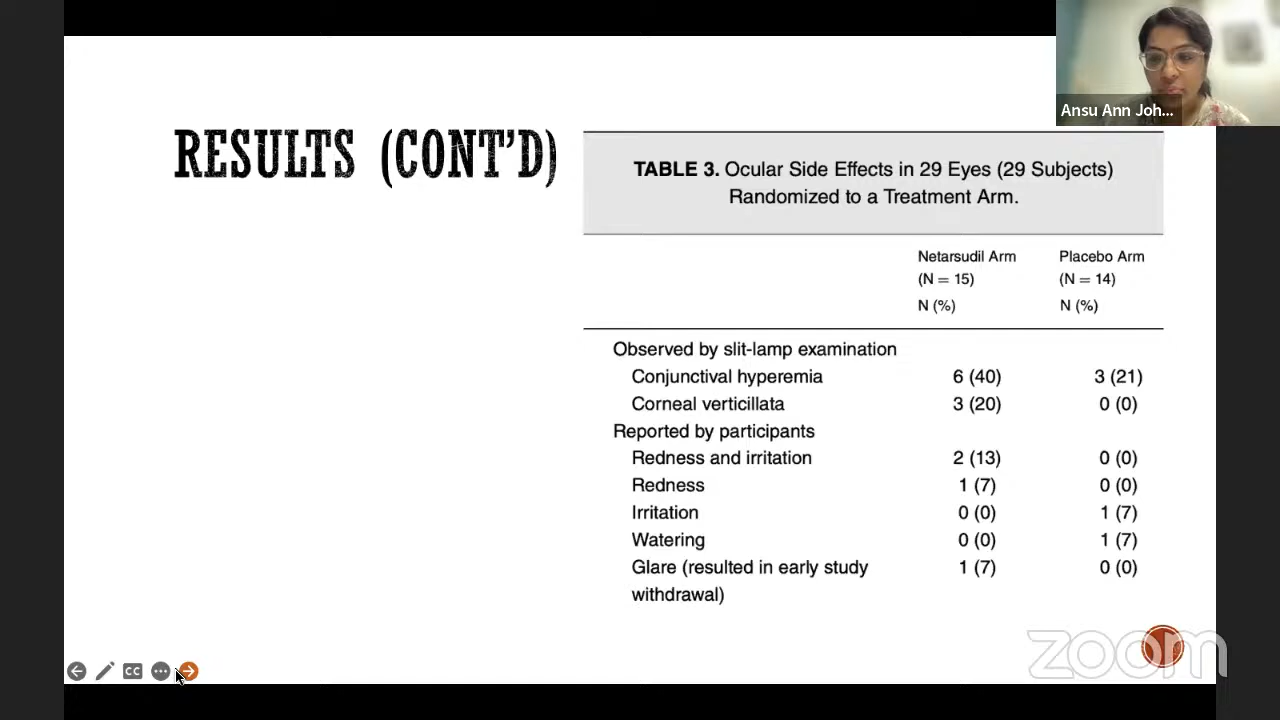 Ansu Ann Joh...
RESULTS (CONT'D)
TABLE 3. Ocular Side Effects in 29 Eyes (29 Subjects)
Randomized to a Treatment Arm.
Netarsudil Arm Placebo Arm
(N = 15) (N = 14)
N (%) N (%)
Observed by slit-lamp examination
Conjunctival hyperemia 6 (40) 3 (21)
Corneal verticillata 3 (20) 0 (0)
Reported by participants
Redness and irritation 2 (13) 0 (0)
Redness 1 (7) 0 (0)
Irritation 0 (0) 1 (7)
Watering 0 (0) 1 (7)
Glare (resulted in early study 1 (7) 0 (0)
withdrawal)
CC
zoom